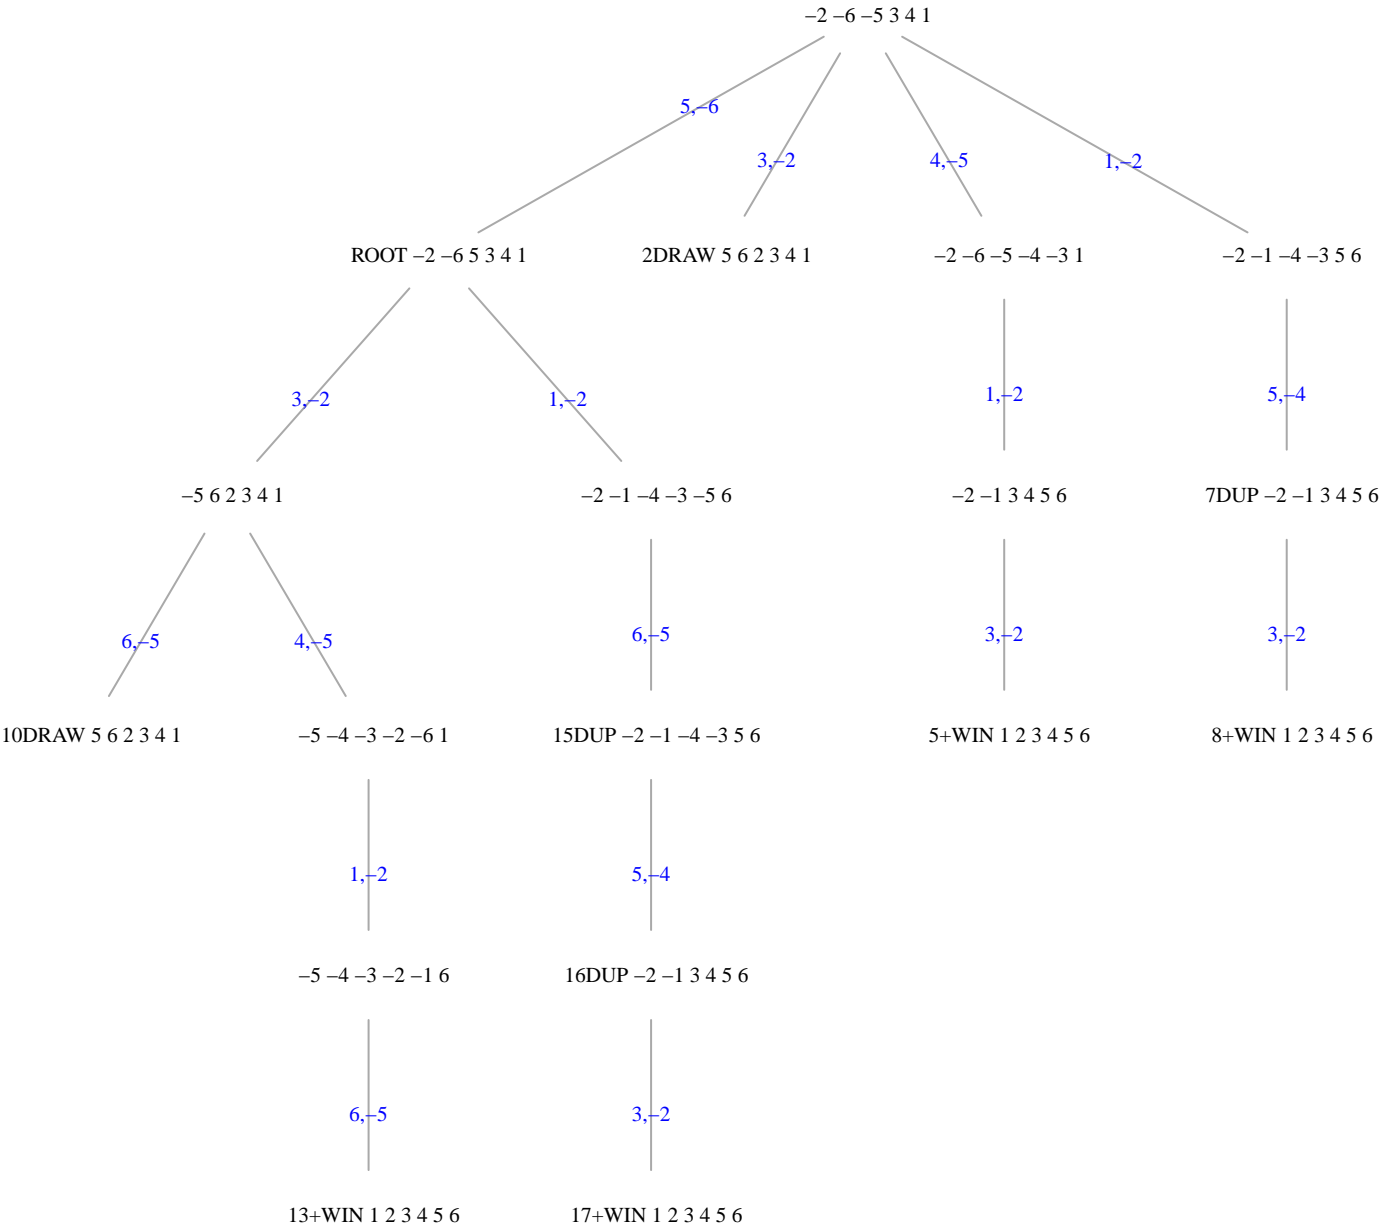 −2 −6 −5 3 4 1
5,−6
3,−2
4,−5
1,−2
ROOT −2 −6 5 3 4 1
2DRAW 5 6 2 3 4 1
−2 −6 −5 −4 −3 1
−2 −1 −4 −3 5 6
3,−2
1,−2
1,−2
5,−4
−5 6 2 3 4 1
−2 −1 −4 −3 −5 6
−2 −1 3 4 5 6
7DUP −2 −1 3 4 5 6
6,−5
4,−5
6,−5
3,−2
3,−2
10DRAW 5 6 2 3 4 1
−5 −4 −3 −2 −6 1
15DUP −2 −1 −4 −3 5 6
5+WIN 1 2 3 4 5 6
8+WIN 1 2 3 4 5 6
1,−2
5,−4
−5 −4 −3 −2 −1 6
16DUP −2 −1 3 4 5 6
6,−5
3,−2
13+WIN 1 2 3 4 5 6
17+WIN 1 2 3 4 5 6